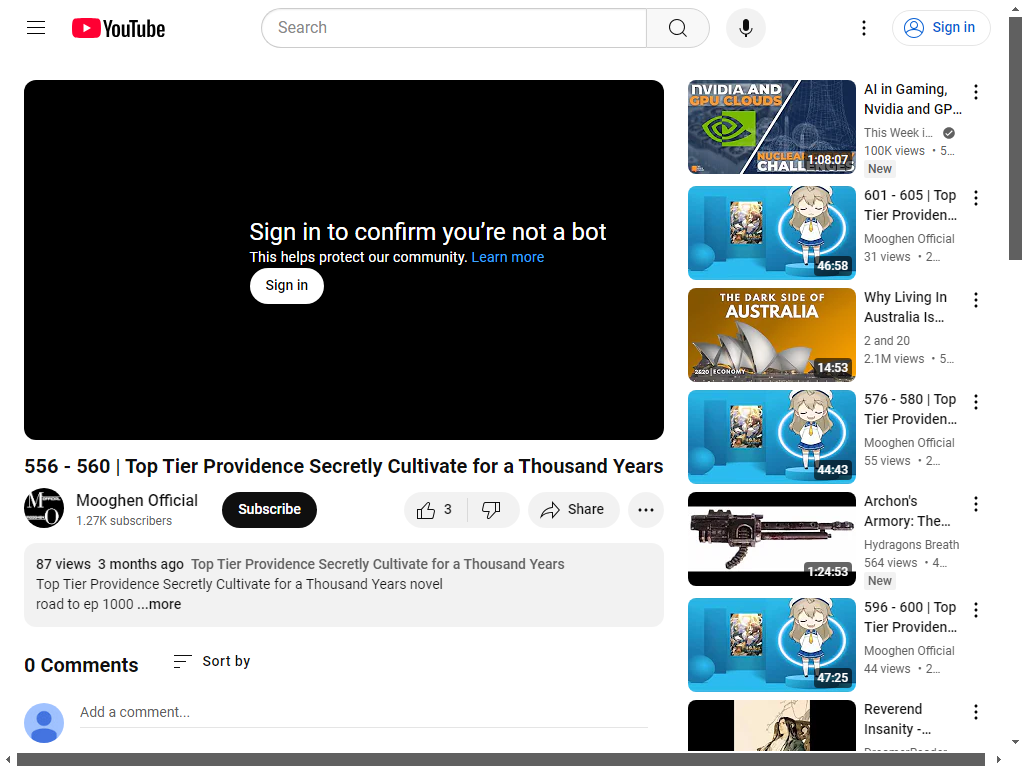 YouTube
Search
Sign in
Sign in to confirm you're not a bot
This helps protect our community. Learn more
Sign in
556 - 560 | Top Tier Providence Secretly Cultivate for a Thousand Years
Mooghen Official
1.27K subscribers
Subscribe
3
Share
87 views 3 months ago Top Tier Providence Secretly Cultivate for a Thousand Years
Top Tier Providence Secretly Cultivate for a Thousand Years novel
road to ep 1000 ...more
0 Comments
Sort by
Add a comment...
NVIDIA AND
GPU CLOUDS
1:08:07
AI in Gaming,
Nvidia and GP...
This Week i...
100K views • 5...
New
46:58
601 - 605 | Top
Tier Providen...
Mooghen Official
31 views • 2...
THE DARK SIDE OF
AUSTRALIA
2&20 | ECONOMY
14:53
Why Living In
Australia Is...
2 and 20
2.1M views • 5...
44:43
576 - 580 | Top
Tier Providen...
Mooghen Official
55 views • 2...
1:24:53
Archon's
Armory: The...
Hydragons Breath
564 views • 4...
New
47:25
596 - 600 | Top
Tier Providen...
Mooghen Official
44 views • 2...
Reverend
Insanity -...